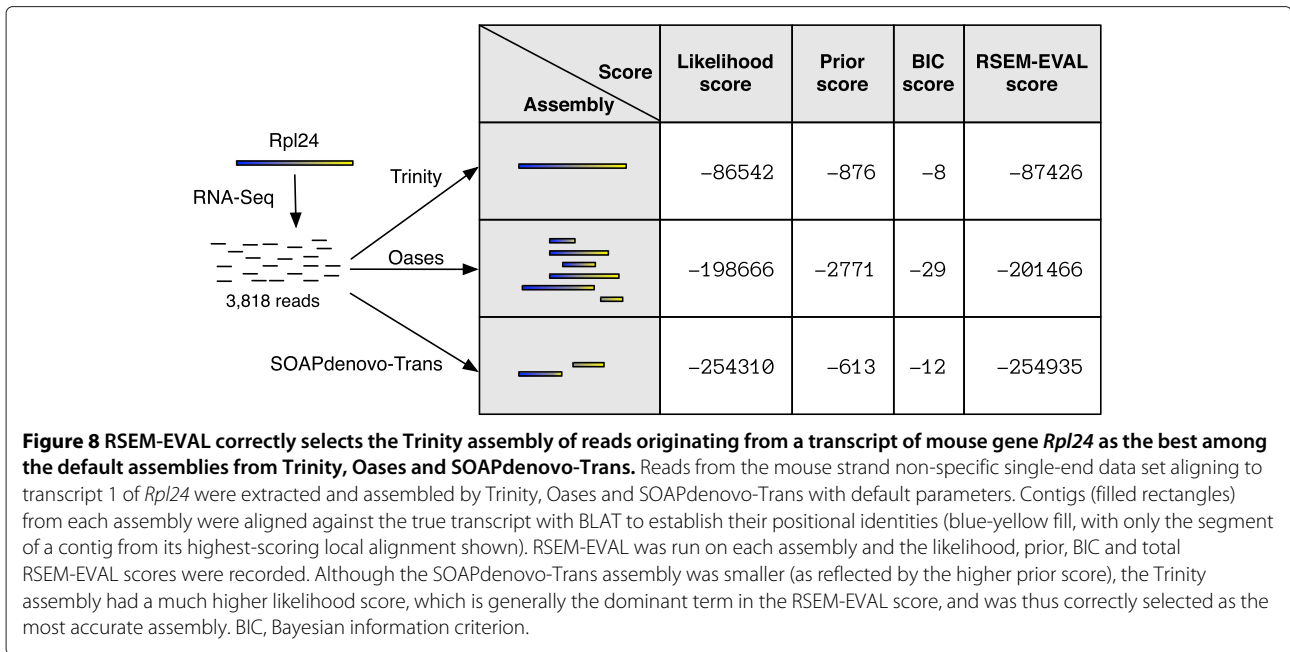 Score
Assembly
Likelihood
score
Prior
score
BIC
score
RSEM-EVAL
score
Rpl24
RNA-Seq
3,818 reads
Trinity
−86542
−876
−8
−87426
Oases
−198666
−2771
−29
−201466
SOAPdenovo-Trans
−254310
−613
−12
−254935
Figure 8 RSEM-EVAL correctly selects the Trinity assembly of reads originating from a transcript of mouse gene Rpl24 as the best among
the default assemblies from Trinity, Oases and SOAPdenovo-Trans. Reads from the mouse strand non-specific single-end data set aligning to
transcript 1 of Rpl24 were extracted and assembled by Trinity, Oases and SOAPdenovo-Trans with default parameters. Contigs (filled rectangles)
from each assembly were aligned against the true transcript with BLAT to establish their positional identities (blue-yellow fill, with only the segment
of a contig from its highest-scoring local alignment shown). RSEM-EVAL was run on each assembly and the likelihood, prior, BIC and total
RSEM-EVAL scores were recorded. Although the SOAPdenovo-Trans assembly was smaller (as reflected by the higher prior score), the Trinity
assembly had a much higher likelihood score, which is generally the dominant term in the RSEM-EVAL score, and was thus correctly selected as the
most accurate assembly. BIC, Bayesian information criterion.